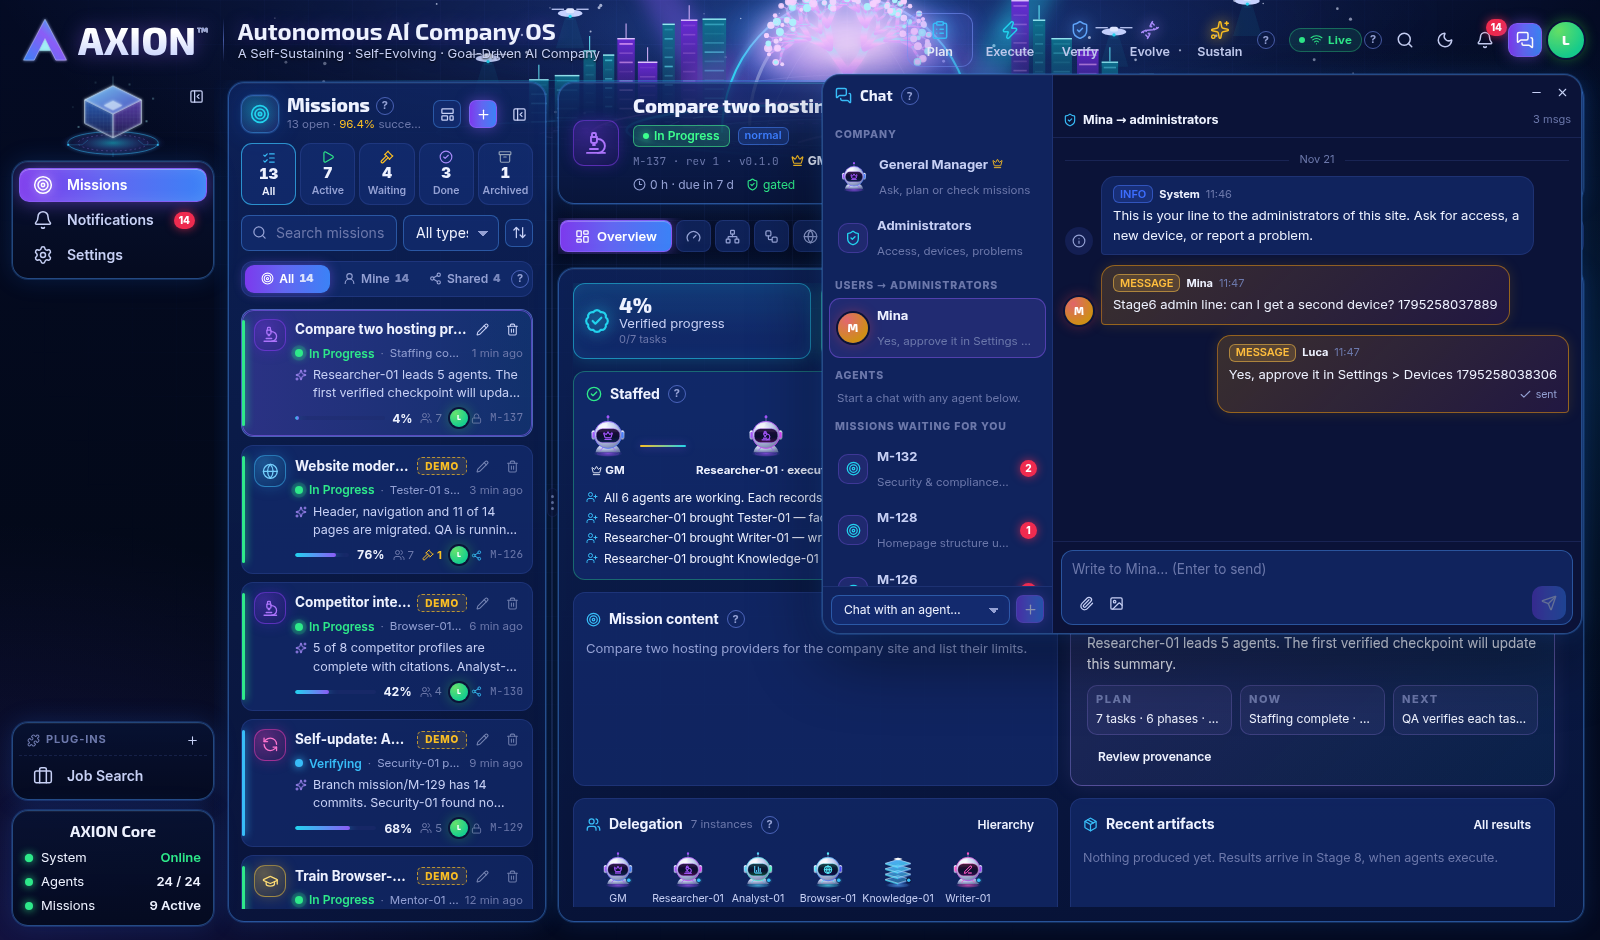 AXION™
Autonomous AI Company OS
A Self-Sustaining · Self-Evolving · Goal-Driven AI Company
Plan
Execute
Verify
Evolve
Sustain
?
Live
?
14
L
Missions
Notifications 14
Settings
PLUG-INS +
Job Search
AXION Core
System Online
Agents 24 / 24
Missions 9 Active
Missions ?
13 open · 96.4% succe...
13 All
7 Active
4 Waiting
3 Done
1 Archived
Search missions
All types
All 14
Mine 14
Shared 4
?
Compare two hosting pr...
In Progress · Staffing co... 1 min ago
Researcher-01 leads 5 agents. The
first verified checkpoint will upda...
4% 7 L M-137
Website moder... DEMO
In Progress · Tester-01 s... 3 min ago
Header, navigation and 11 of 14
pages are migrated. QA is runnin...
76% 7 1 L M-126
Competitor inte... DEMO
In Progress · Browser-01... 6 min ago
5 of 8 competitor profiles are
complete with citations. Analyst-...
42% 4 L M-130
Self-update: A... DEMO
Verifying · Security-01 p... 9 min ago
Branch mission/M-129 has 14
commits. Security-01 found no...
68% 5 L M-129
Train Browser-... DEMO
In Progress · Mentor-01 ... 12 min ago
Compare two hostin
In Progress normal
M-137 · rev 1 · v0.1.0 GM
0 h · due in 7 d gated
Overview
4%
Verified progress
0/7 tasks
Staffed ?
GM
Researcher-01 · execu
All 6 agents are working. Each records
Researcher-01 brought Tester-01 — fac
Researcher-01 brought Writer-01 — wr
Researcher-01 brought Knowledge-01
Mission content ?
Compare two hosting providers for the company site and list their limits.
Delegation 7 instances ? Hierarchy
GM
Researcher-01
Analyst-01
Browser-01
Knowledge-01
Writer-01
Researcher-01 leads 5 agents. The first verified checkpoint will update
this summary.
PLAN
7 tasks · 6 phases · ...
NOW
Staffing complete · ...
NEXT
QA verifies each tas...
Review provenance
Recent artifacts All results
Nothing produced yet. Results arrive in Stage 8, when agents execute.
Chat ?
COMPANY
General Manager
Ask, plan or check missions
Administrators
Access, devices, problems
USERS → ADMINISTRATORS
M
Mina
Yes, approve it in Settings ...
AGENTS
Start a chat with any agent below.
MISSIONS WAITING FOR YOU
M-132
Security & compliance... 2
M-128
Homepage structure u... 1
M-126
Chat with an agent... +
Mina → administrators 3 msgs
Nov 21
INFO System 11:46
This is your line to the administrators of this site. Ask for access, a
new device, or report a problem.
M
MESSAGE Mina 11:47
Stage6 admin line: can I get a second device? 1795258037889
MESSAGE Luca 11:47
Yes, approve it in Settings > Devices 1795258038306
sent
Write to Mina... (Enter to send)